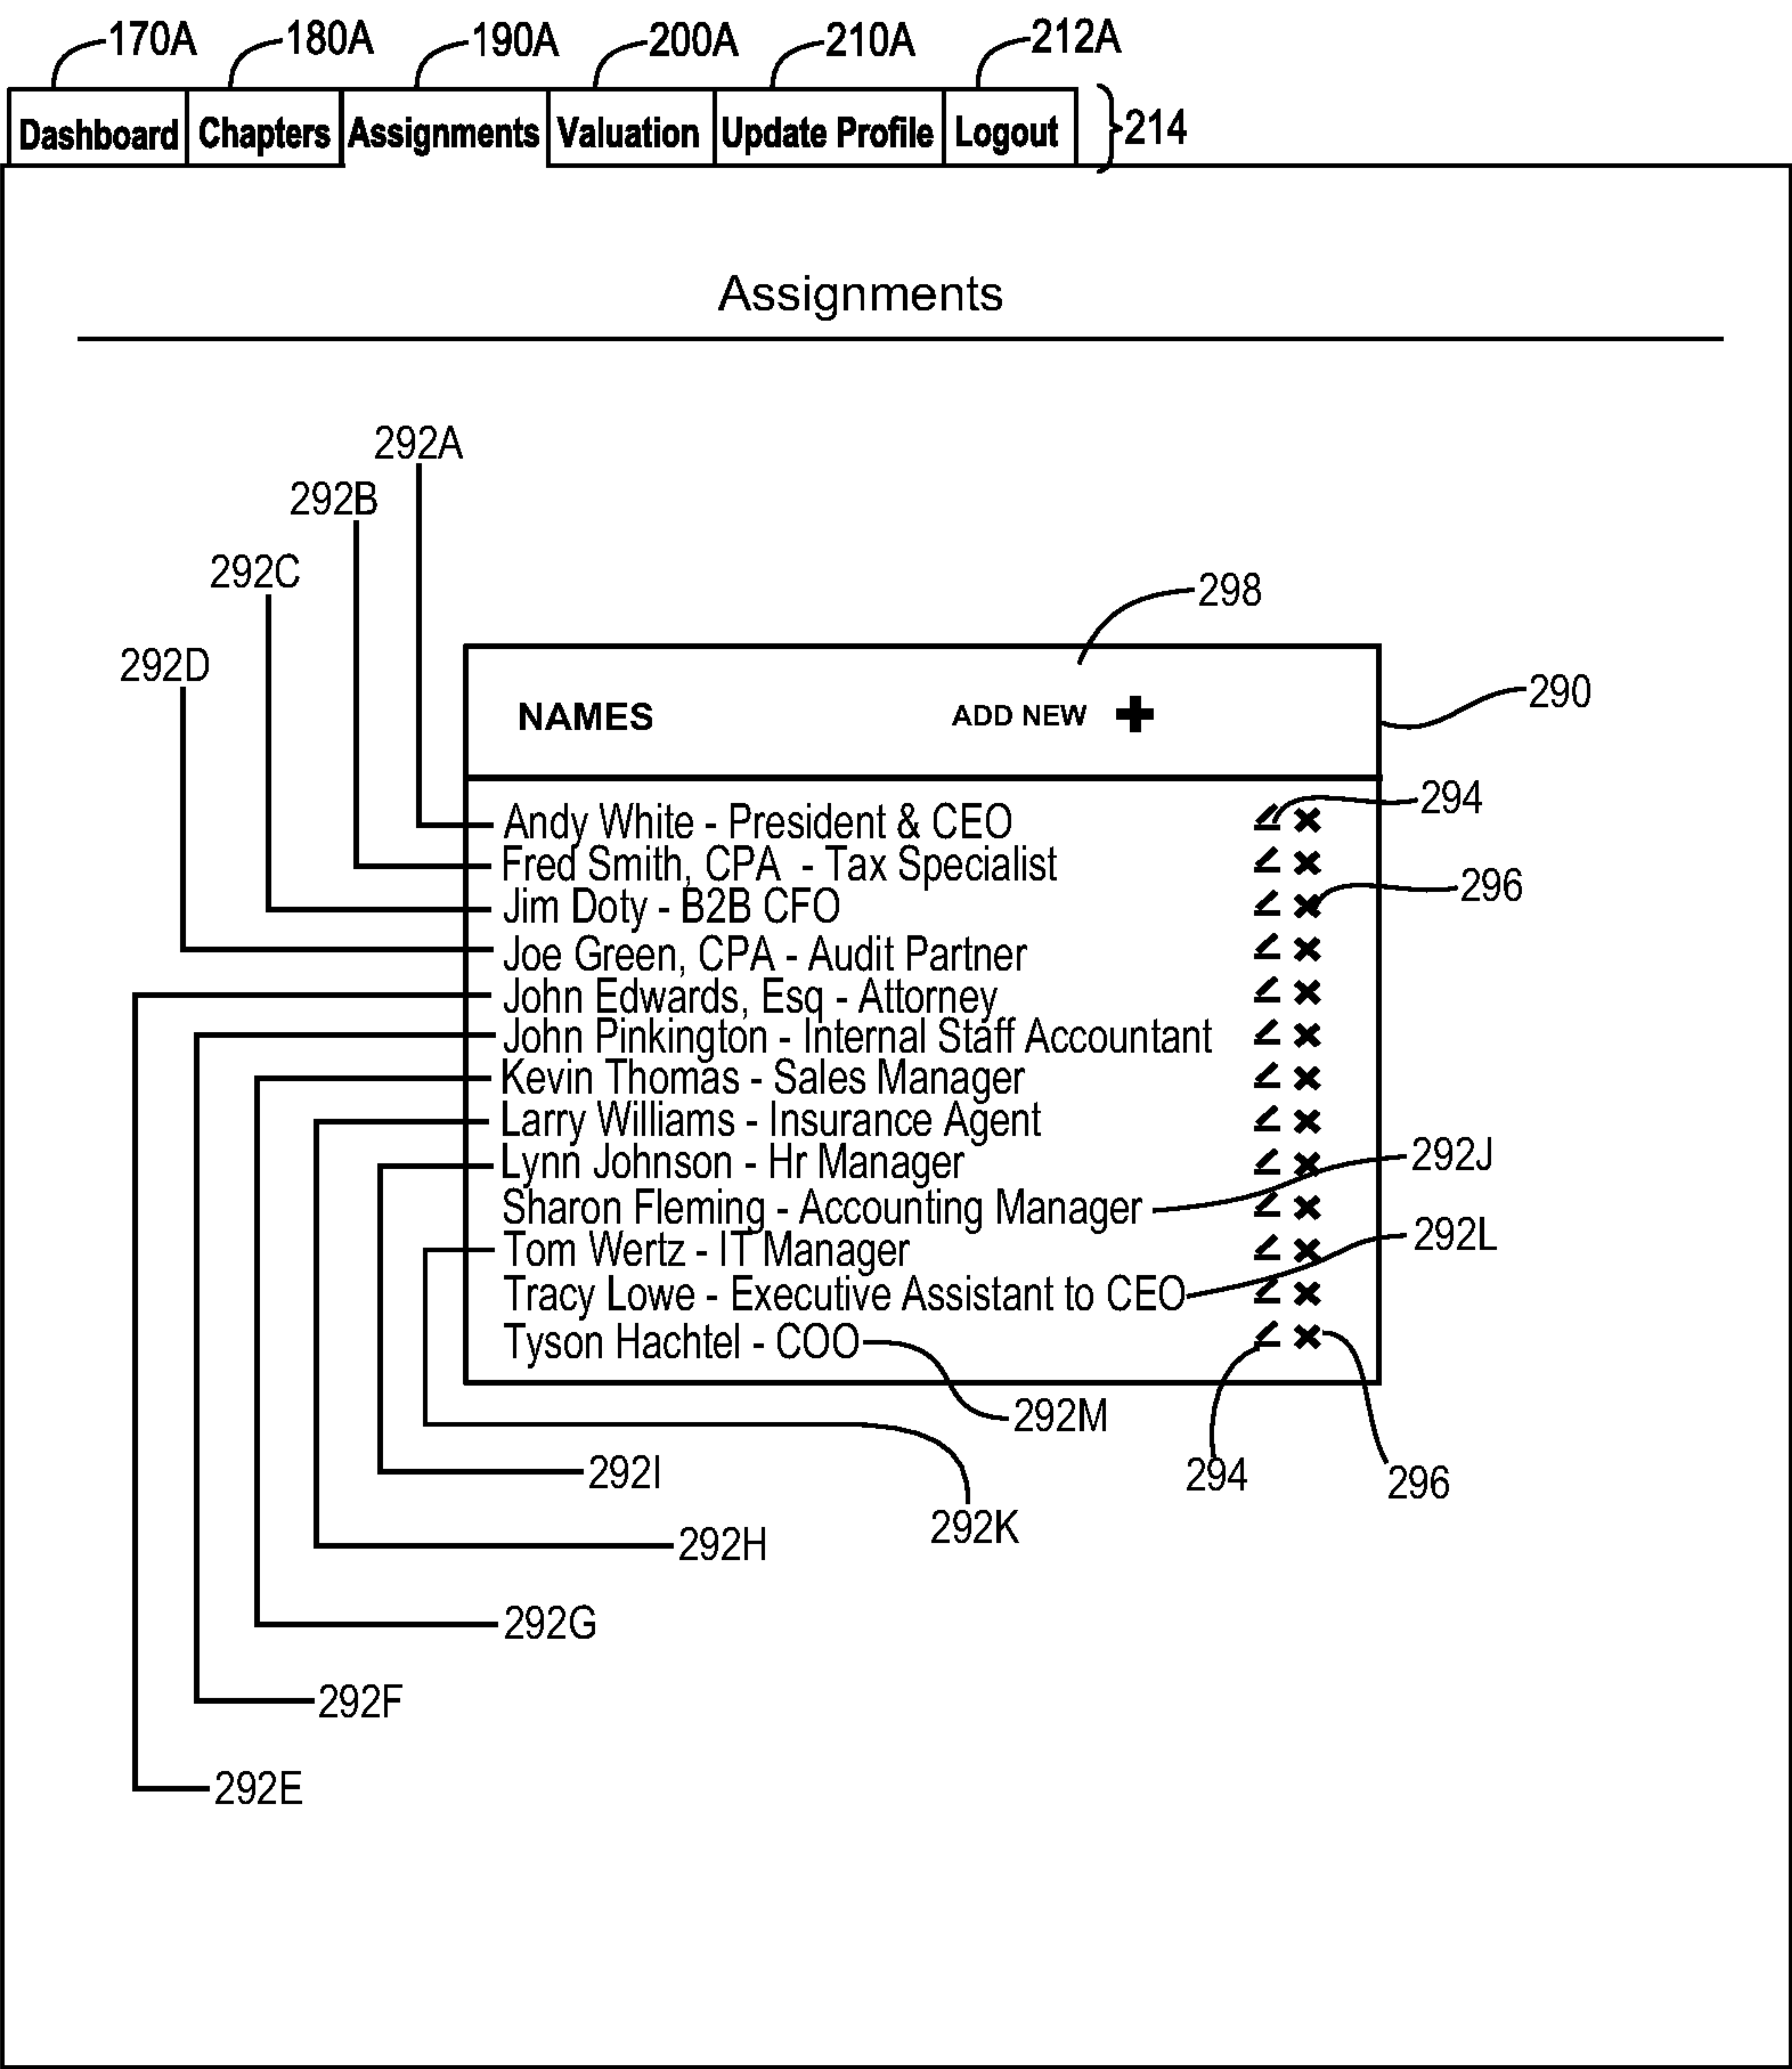 170A 180A 190A 200A 210A 212A
Dashboard Chapters Assignments Valuation Update Profile Logout 214
Assignments
292A
292B
292C
298
292D
290
NAMES ADD NEW +
294
Andy White - President & CEO
Fred Smith, CPA - Tax Specialist
296
Jim Doty - B2B CFO
Joe Green, CPA - Audit Partner
John Edwards, Esq - Attorney
John Pinkington - Internal Staff Accountant
Kevin Thomas - Sales Manager
Larry Williams - Insurance Agent
Lynn Johnson - Hr Manager
292J
Sharon Fleming - Accounting Manager
292L
Tom Wertz - IT Manager
Tracy Lowe - Executive Assistant to CEO
Tyson Hachtel - COO
292M
292I
294
296
292K
292H
292G
292F
292E